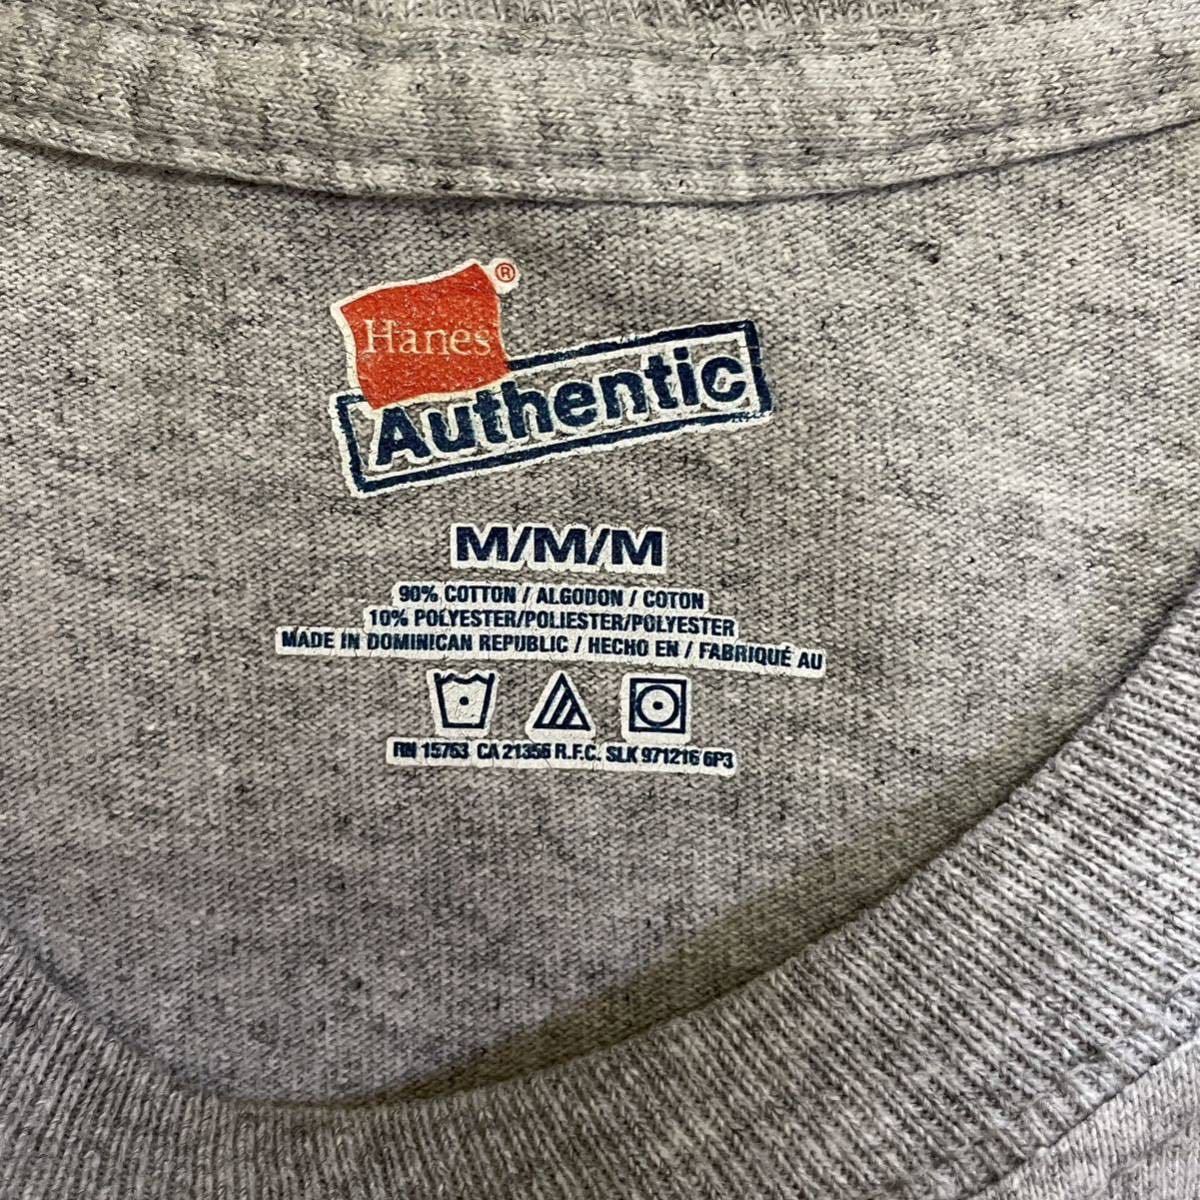 Hanes®
Authentic
M/M/M
90% COTTON / ALGODON / COTON
10% POLYESTER/POLIESTER/POLYESTER
MADE IN DOMINICAN REPUBLIC / HECHO EN / FABRIQUÉ AU
RN 15763 CA 21356 R.F.C. SLK 971216 6P3